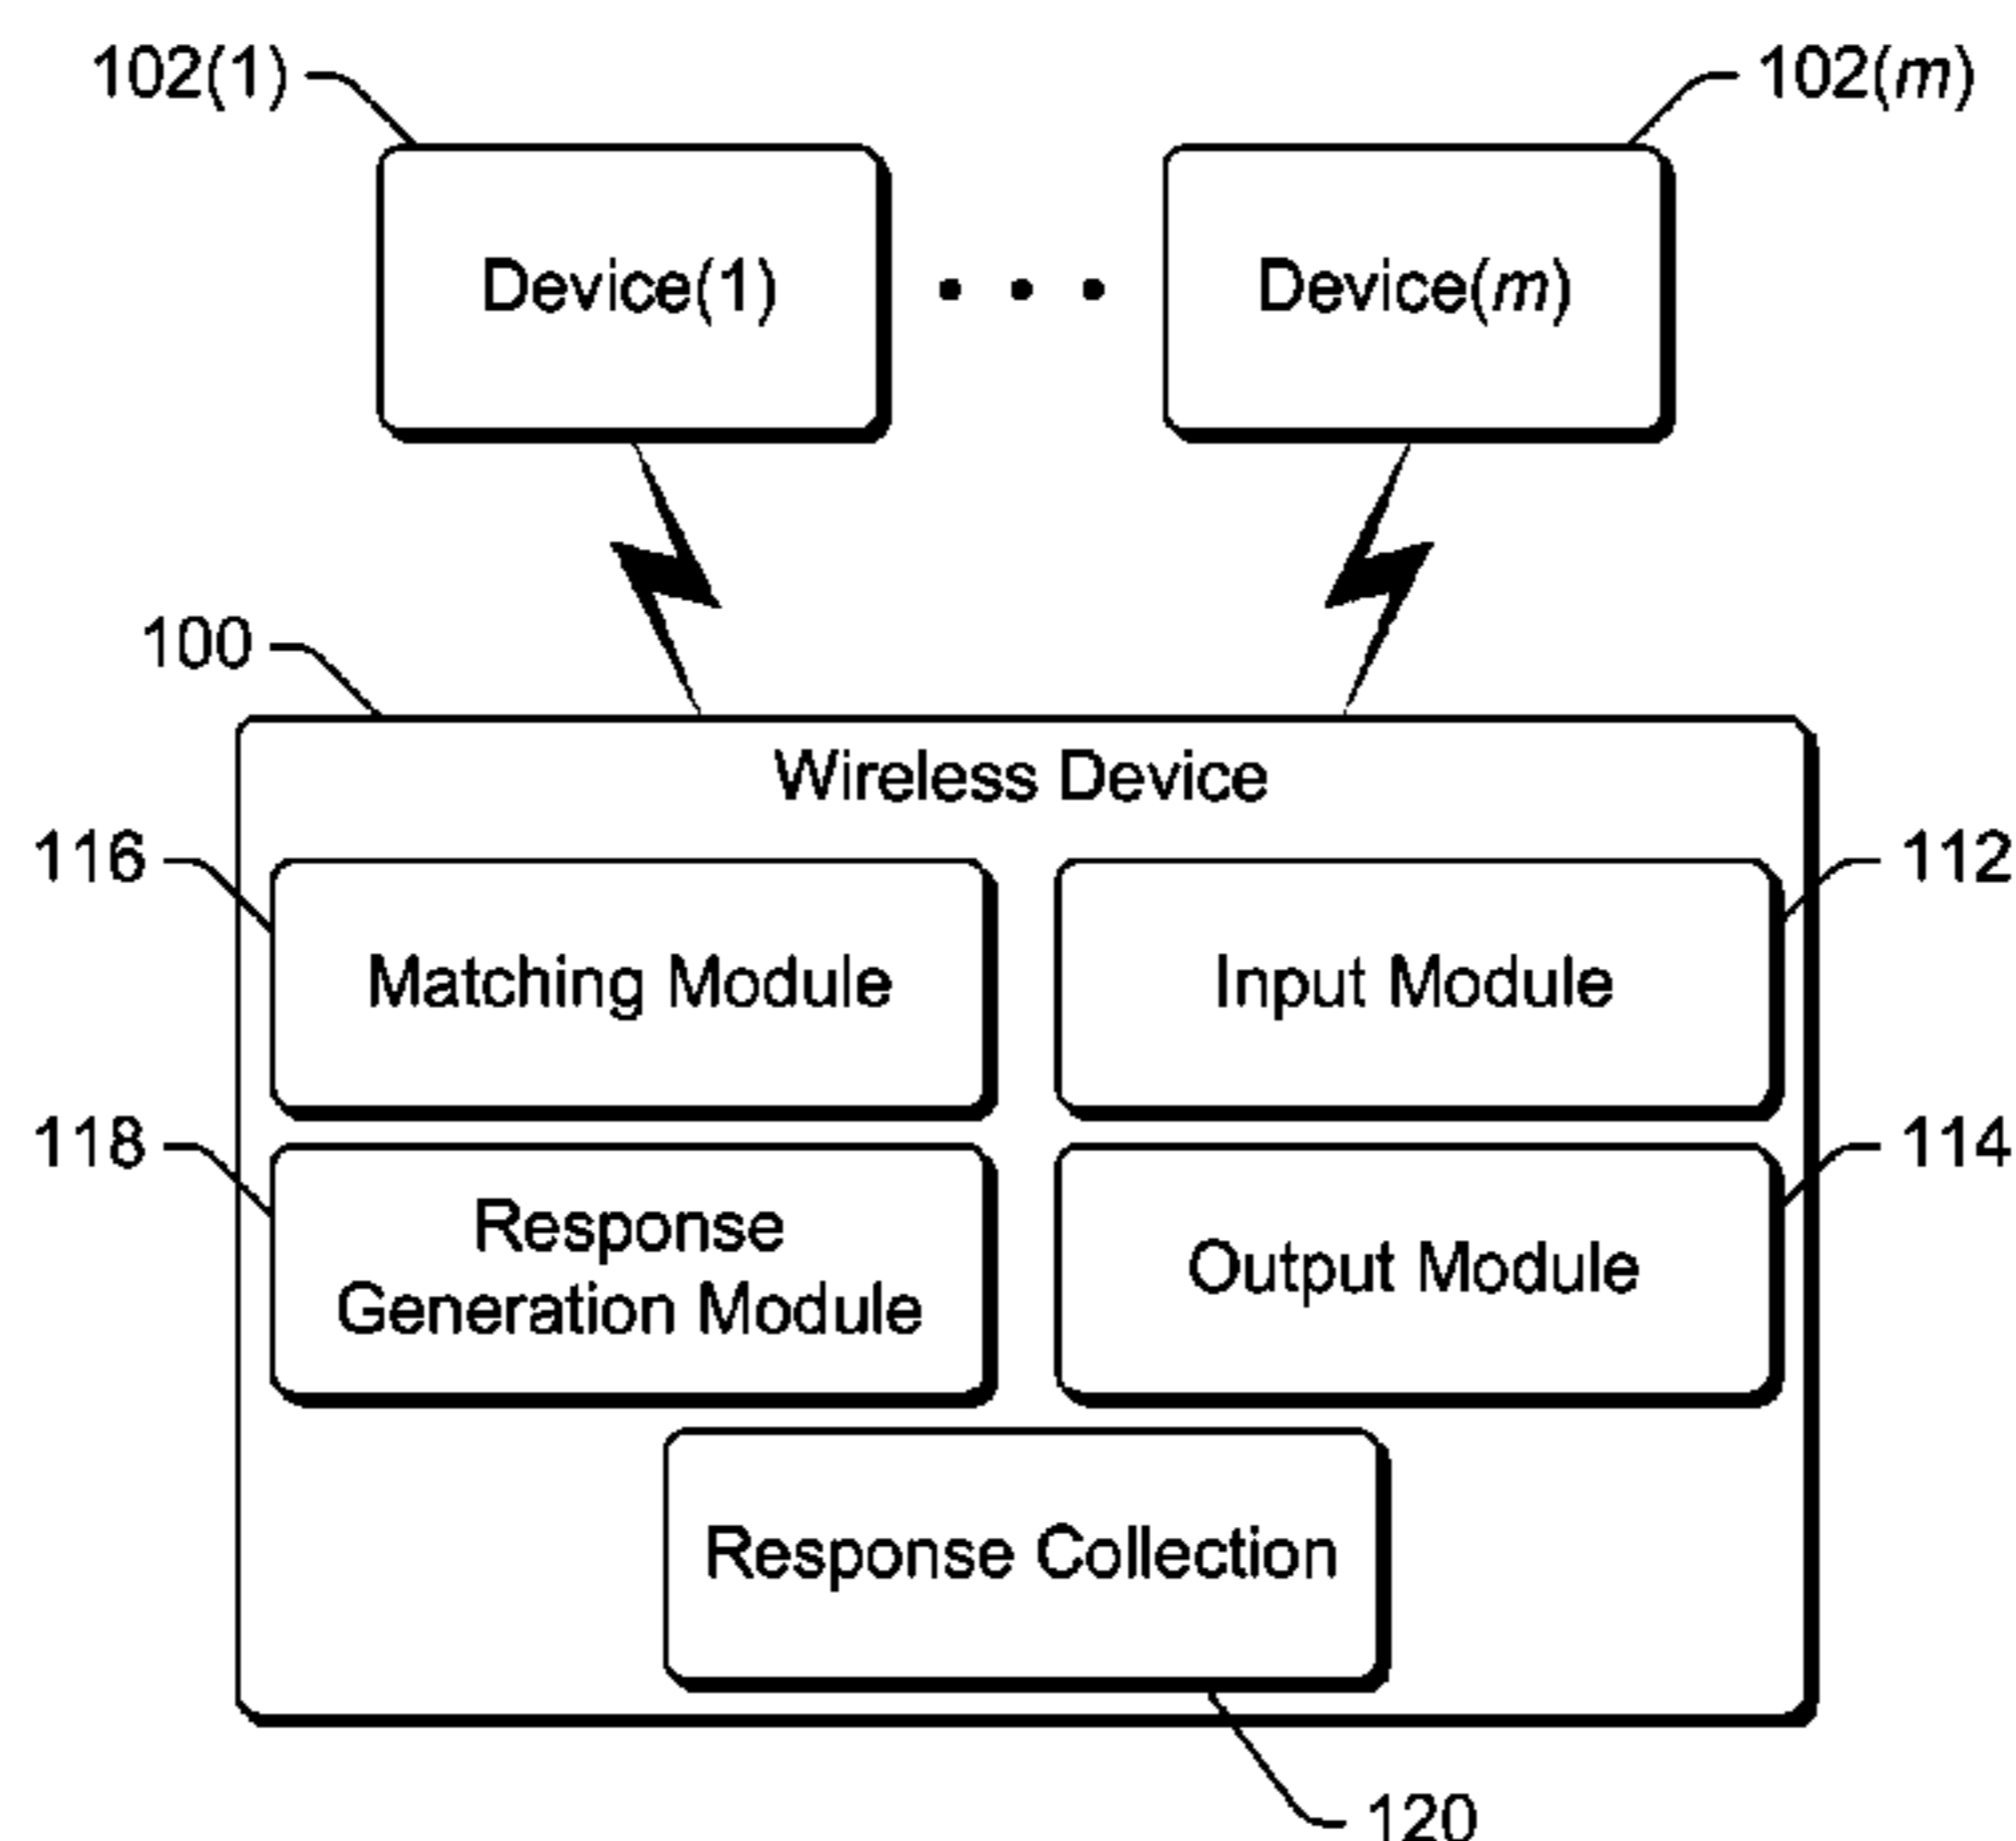 102(1)
102(m)
Device(1)
Device(m)
100
Wireless Device
116
112
Matching Module
Input Module
118
114
Response
Generation Module
Output Module
Response Collection
120